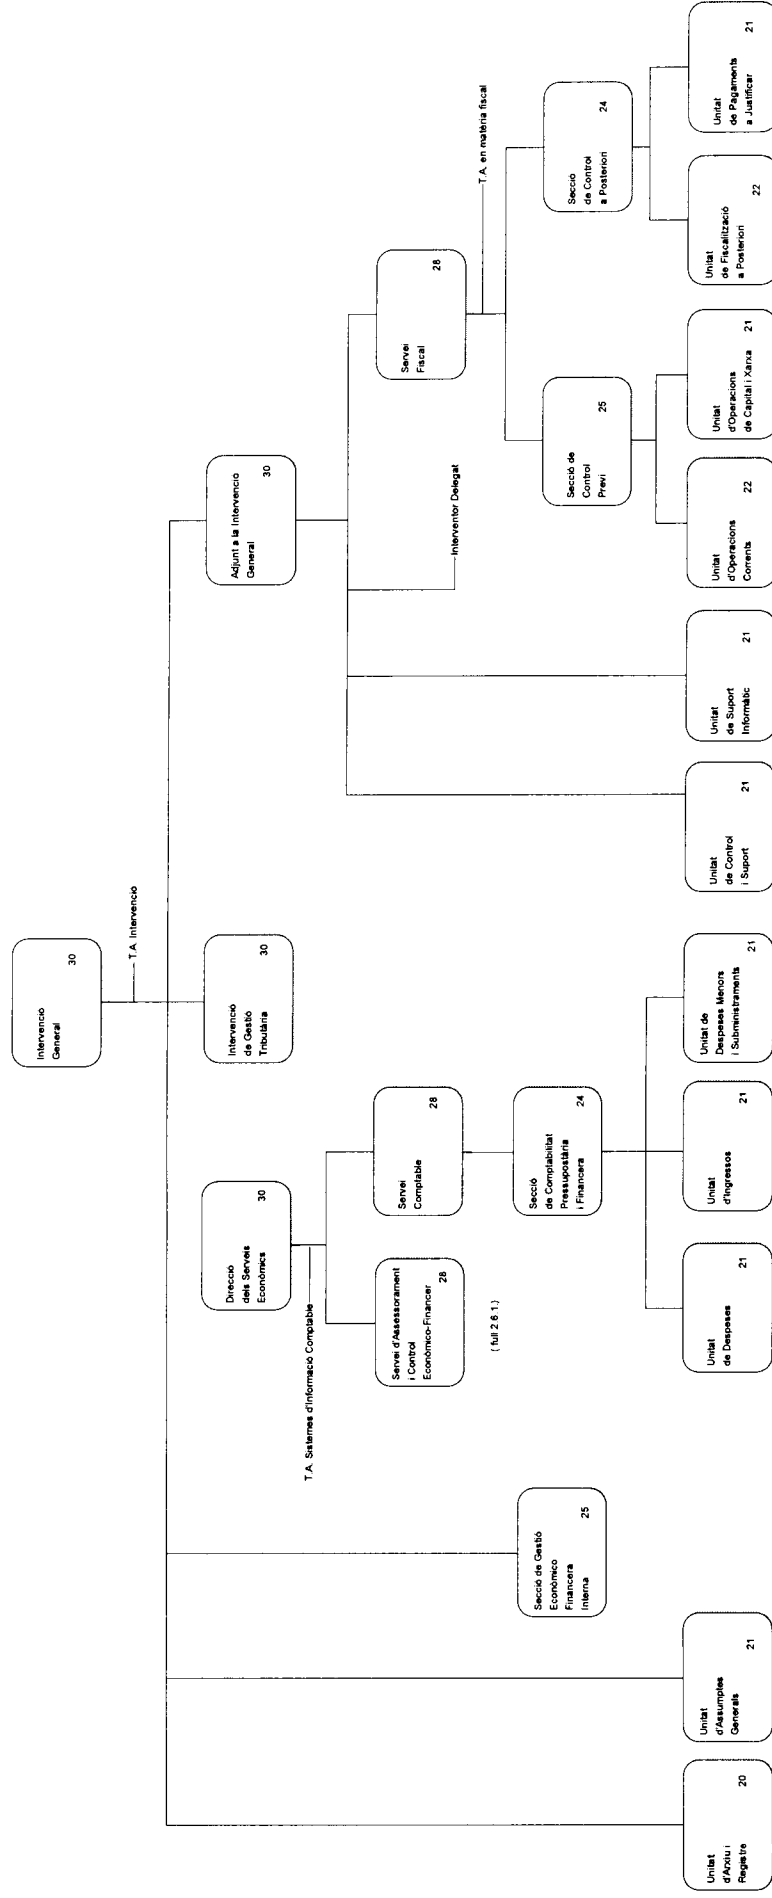 Intervenció
General
30
T.A. Intervencio
Adjunt a la Intervenció
General
30
Intervenció
de Gestió
Tributària
30
Direcció
dels Serveis
Econòmics
30
T.A. Sistemes d'Informació Comptable
Servei
Fiscal
28
Interventor Delegat
T.A. en matèria fiscal
Servei
Comptable
28
Servei d'Assessorament
i Control
Econòmico-Financer
28
( full 2.6.1.)
Secció
de Control
a Posteriori
24
Secció de
Control
Previ
25
Secció
de Comptabilitat
Pressupostària
i Financera
24
Secció de Gestió
Econòmico
Financera
Interna
25
Unitat
d'Arxiu i
Registre
20
Unitat
d'Assumptes
Generals
21
Unitat
de Despeses
21
Unitat
d'Ingressos
21
Unitat de
Despeses Menors
i Subministraments
21
Unitat
de Control
i Suport
21
Unitat
de Suport
Informàtic
21
Unitat
d'Operacions
Corrents
22
Unitat
d'Operacions
de Capital i Xarxa
21
Unitat
de Fiscalització
a Posteriori
22
Unitat
de Pagaments
a Justificar
21